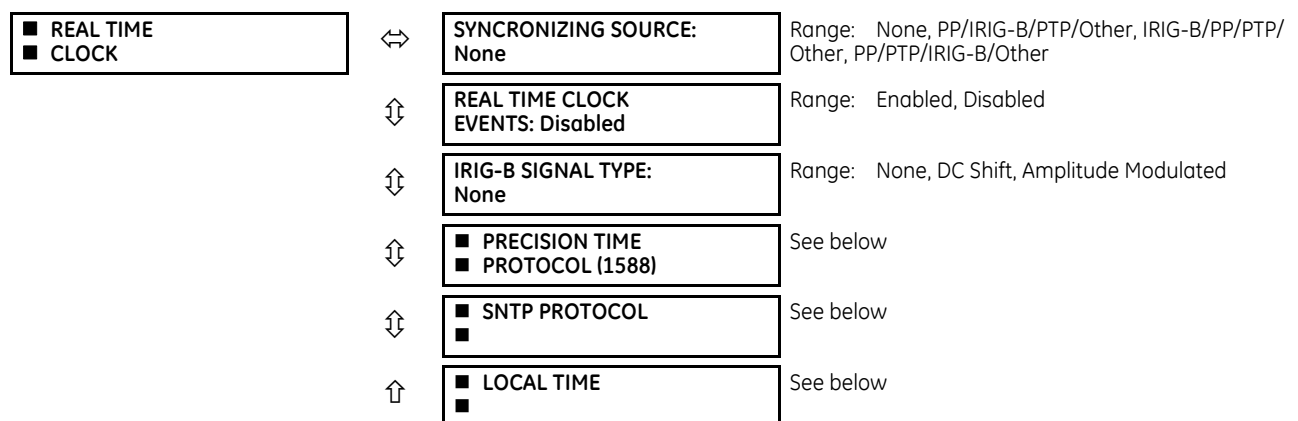 ■ REAL TIME
■ CLOCK
SYNCRONIZING SOURCE:
None
Range: None, PP/IRIG-B/PTP/Other, IRIG-B/PP/PTP/
Other, PP/PTP/IRIG-B/Other
REAL TIME CLOCK
EVENTS: Disabled
Range: Enabled, Disabled
IRIG-B SIGNAL TYPE:
None
Range: None, DC Shift, Amplitude Modulated
■ PRECISION TIME
■ PROTOCOL (1588)
See below
■ SNTP PROTOCOL
■
See below
■ LOCAL TIME
■
See below